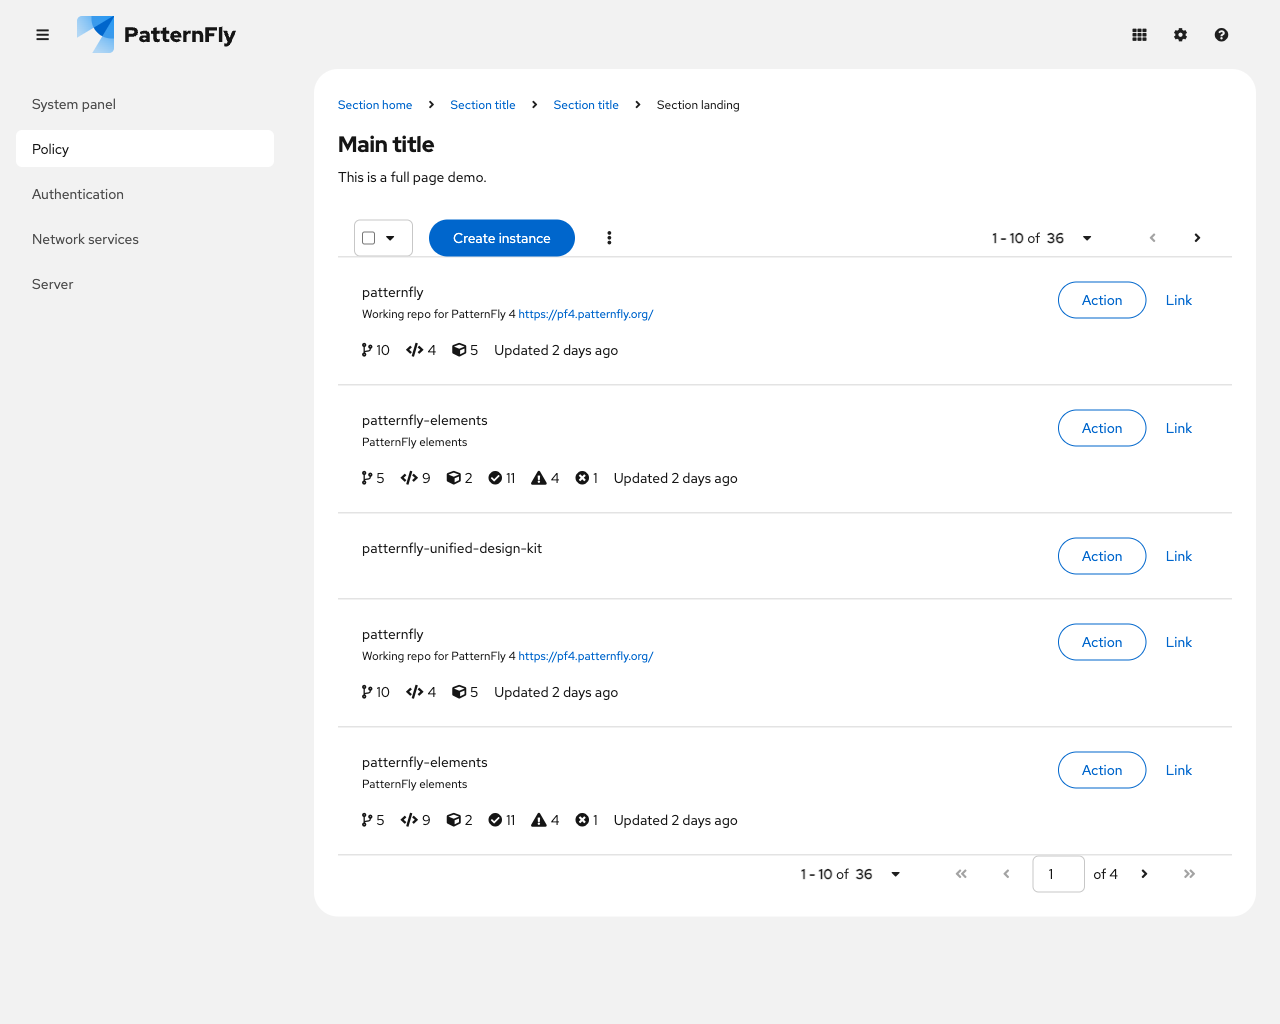 PatternFly
System panel
Policy
Authentication
Network services
Server
Section home Section title Section title Section landing
Main title
This is a full page demo.
Create instance 1 - 10 of 36
patternfly
Working repo for PatternFly 4 https://pf4.patternfly.org/
10 4 5 Updated 2 days ago
Action Link
patternfly-elements
PatternFly elements
5 9 2 11 4 1 Updated 2 days ago
Action Link
patternfly-unified-design-kit
Action Link
patternfly
Working repo for PatternFly 4 https://pf4.patternfly.org/
10 4 5 Updated 2 days ago
Action Link
patternfly-elements
PatternFly elements
5 9 2 11 4 1 Updated 2 days ago
Action Link
1 - 10 of 36 1 of 4